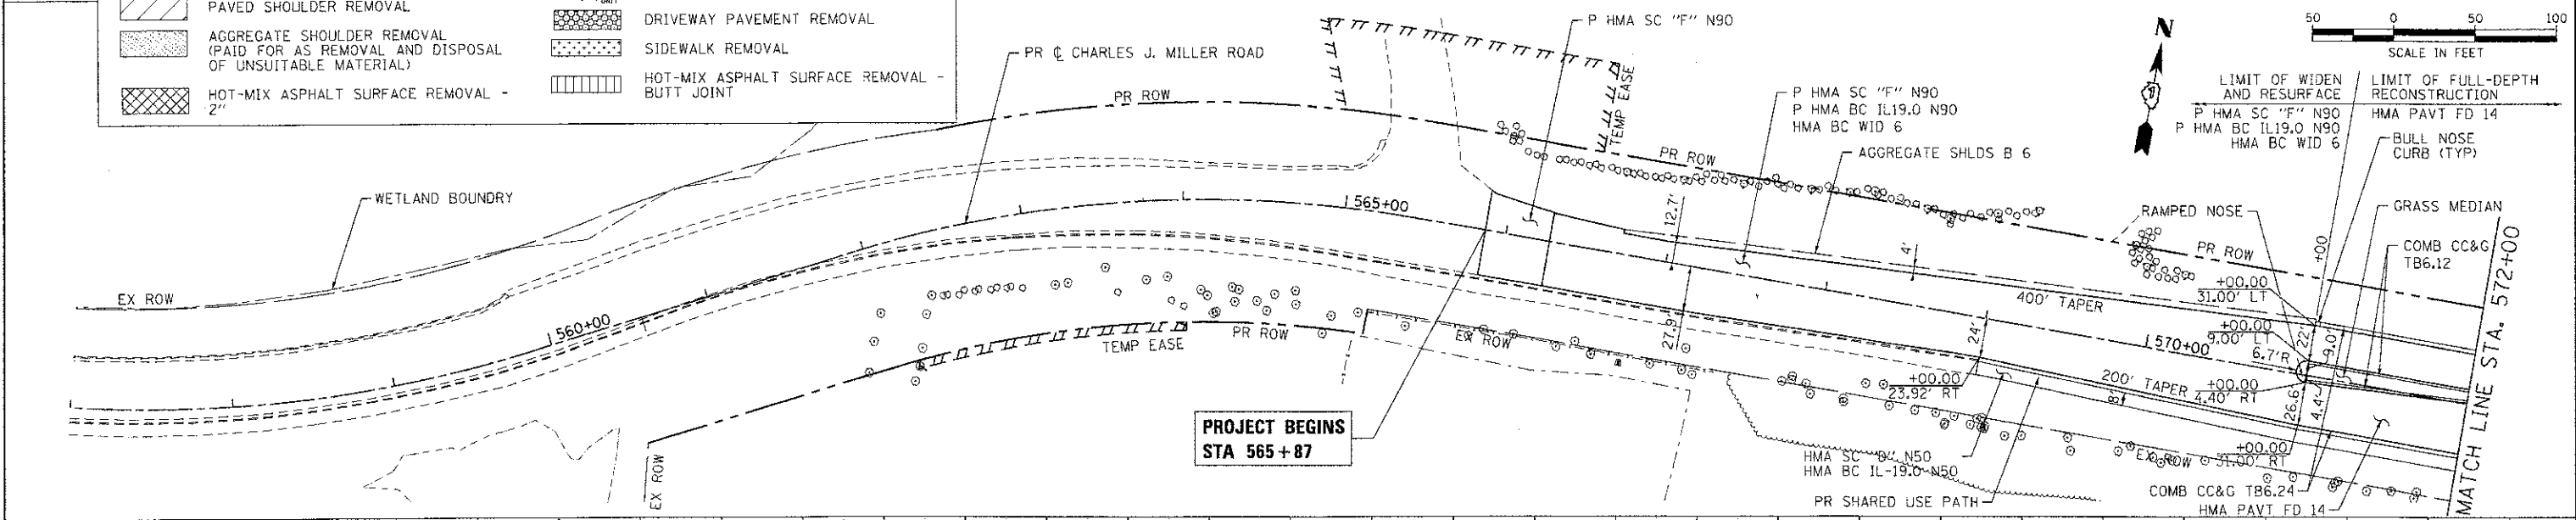 PAVED SHOULDER REMOVAL
AGGREGATE SHOULDER REMOVAL
(PAID FOR AS REMOVAL AND DISPOSAL
OF UNSUITABLE MATERIAL)
HOT-MIX ASPHALT SURFACE REMOVAL -
2"
DRIVEWAY PAVEMENT REMOVAL
SIDEWALK REMOVAL
HOT-MIX ASPHALT SURFACE REMOVAL -
BUTT JOINT
PR ℄ CHARLES J. MILLER ROAD
PR ROW
P HMA SC "F" N90
TEMP EASE
P HMA SC "F" N90
P HMA BC IL19.0 N90
HMA BC WID 6
AGGREGATE SHLDS B 6
PR ROW
N
50 0 50 100
SCALE IN FEET
LIMIT OF WIDEN
AND RESURFACE
P HMA SC "F" N90
P HMA BC IL19.0 N90
HMA BC WID 6
LIMIT OF FULL-DEPTH
RECONSTRUCTION
HMA PAVT FD 14
BULL NOSE
CURB (TYP)
WETLAND BOUNDRY
565+00
12.7'
RAMPED NOSE
GRASS MEDIAN
PR ROW
COMB CC&G
TB6.12
+00
4'
EX ROW
560+00
+00.00
31.00' LT
400' TAPER
+00.00
9.00' LT
22'
9.0'
6.7'R
570+00
24'
27.9'
EX ROW
PR ROW
TEMP EASE
200' TAPER
+00.00
4.40' RT
+00.00
23.92' RT
8'
26.6'
4.4'
PROJECT BEGINS
STA 565+87
+00.00
31.00' RT
EX ROW
HMA SC "D" N50
HMA BC IL-19.0 N50
PR SHARED USE PATH
COMB CC&G TB6.24
HMA PAVT FD 14
EX ROW
MATCH LINE STA. 572+00